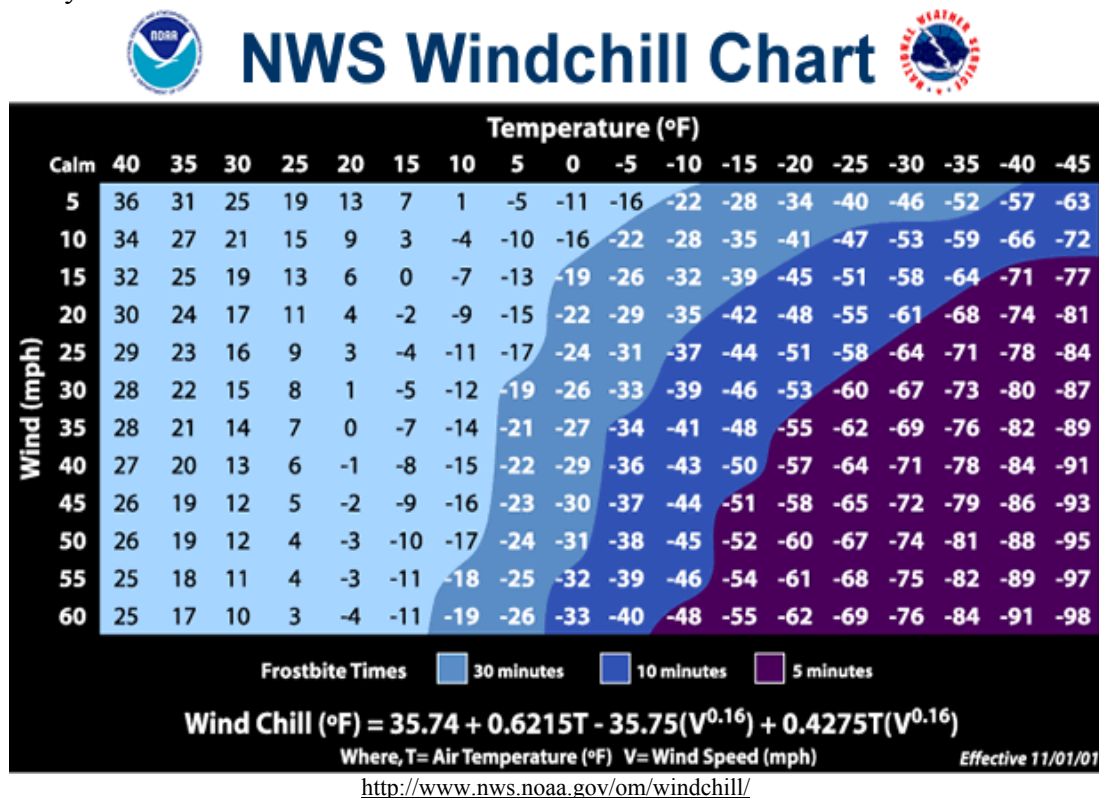 NWS Windchill Chart
Temperature (ºF)
Calm 40 35 30 25 20 15 10 5 0 -5 -10 -15 -20 -25 -30 -35 -40 -45
5 36 31 25 19 13 7 1 -5 -11 -16 -22 -28 -34 -40 -46 -52 -57 -63
10 34 27 21 15 9 3 -4 -10 -16 -22 -28 -35 -41 -47 -53 -59 -66 -72
15 32 25 19 13 6 0 -7 -13 -19 -26 -32 -39 -45 -51 -58 -64 -71 -77
20 30 24 17 11 4 -2 -9 -15 -22 -29 -35 -42 -48 -55 -61 -68 -74 -81
25 29 23 16 9 3 -4 -11 -17 -24 -31 -37 -44 -51 -58 -64 -71 -78 -84
30 28 22 15 8 1 -5 -12 -19 -26 -33 -39 -46 -53 -60 -67 -73 -80 -87
35 28 21 14 7 0 -7 -14 -21 -27 -34 -41 -48 -55 -62 -69 -76 -82 -89
40 27 20 13 6 -1 -8 -15 -22 -29 -36 -43 -50 -57 -64 -71 -78 -84 -91
45 26 19 12 5 -2 -9 -16 -23 -30 -37 -44 -51 -58 -65 -72 -79 -86 -93
50 26 19 12 4 -3 -10 -17 -24 -31 -38 -45 -52 -60 -67 -74 -81 -88 -95
55 25 18 11 4 -3 -11 -18 -25 -32 -39 -46 -54 -61 -68 -75 -82 -89 -97
60 25 17 10 3 -4 -11 -19 -26 -33 -40 -48 -55 -62 -69 -76 -84 -91 -98
Wind (mph)
Frostbite Times 30 minutes 10 minutes 5 minutes
Wind Chill (ºF) = 35.74 + 0.6215T - 35.75(V^0.16) + 0.4275T(V^0.16)
Where, T= Air Temperature (ºF) V= Wind Speed (mph) Effective 11/01/01
http://www.nws.noaa.gov/om/windchill/